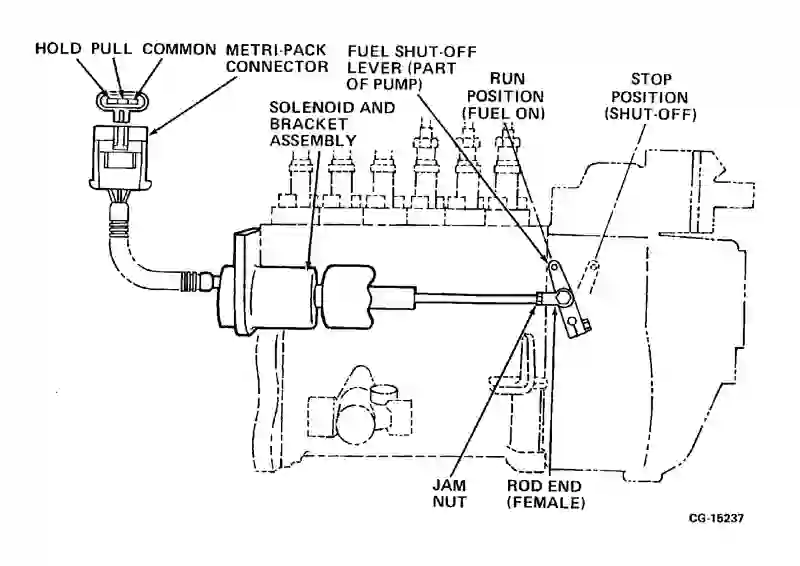 HOLD PULL COMMON
METRI-PACK
CONNECTOR
FUEL SHUT-OFF
LEVER (PART
OF PUMP)
RUN
POSITION
(FUEL ON)
STOP
POSITION
(SHUT-OFF)
SOLENOID AND
BRACKET
ASSEMBLY
JAM
NUT
ROD END
(FEMALE)
CG-15237